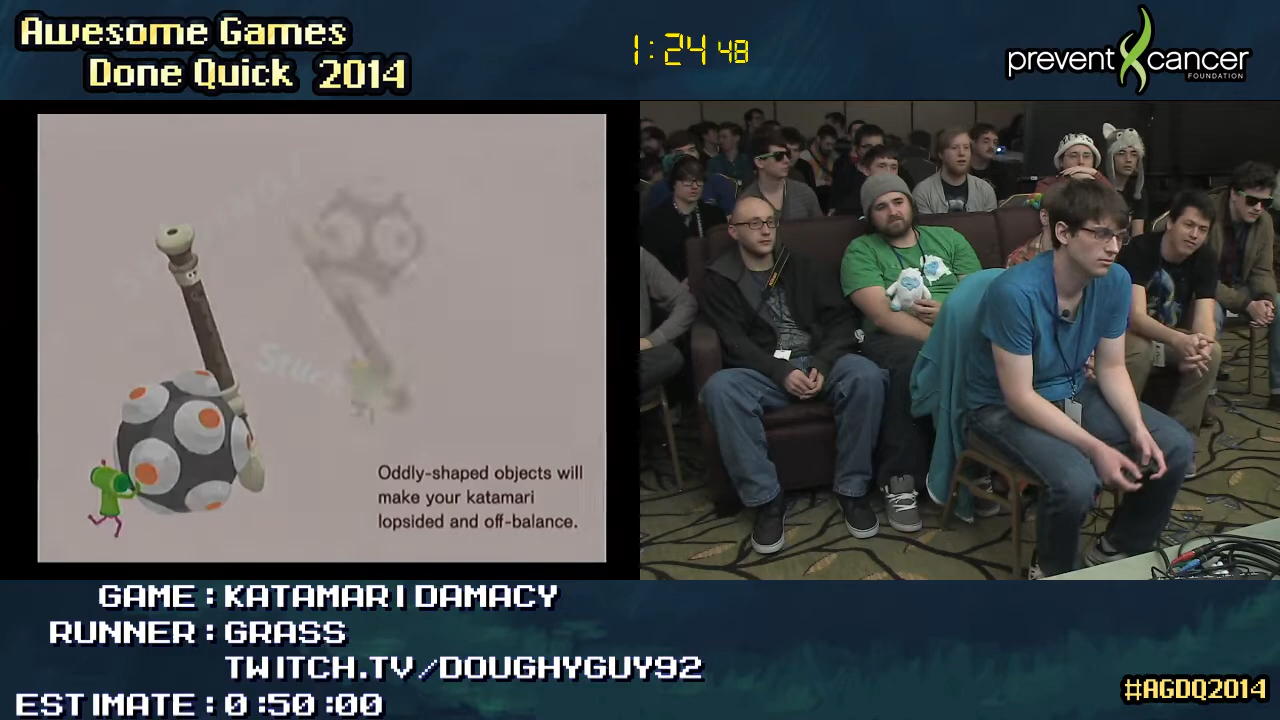 Awesome Games
Done Quick 2014
1:24 48
prevent cancer
FOUNDATION
Oddly-shaped objects will
make your katamari
lopsided and off-balance.
GAME : KATAMARI DAMACY
RUNNER : GRASS
TWITCH.TV/DOUGHYGUY92
ESTIMATE : 0:50:00
#AGDQ2014